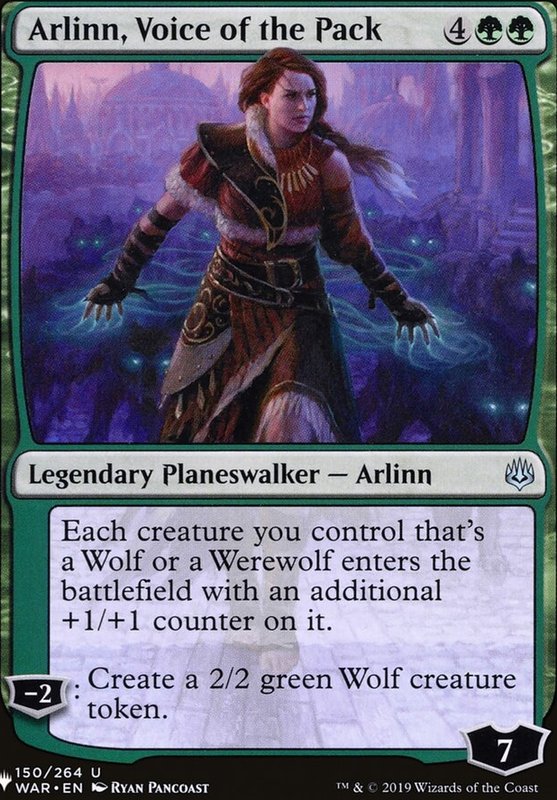 Arlinn, Voice of the Pack 4
Legendary Planeswalker — Arlinn
Each creature you control that's
a Wolf or a Werewolf enters the
battlefield with an additional
+1/+1 counter on it.
−2 : Create a 2/2 green Wolf creature
token.
7
150/264 U
WAR • EN Ryan Pancoast
™ & © 2019 Wizards of the Coast